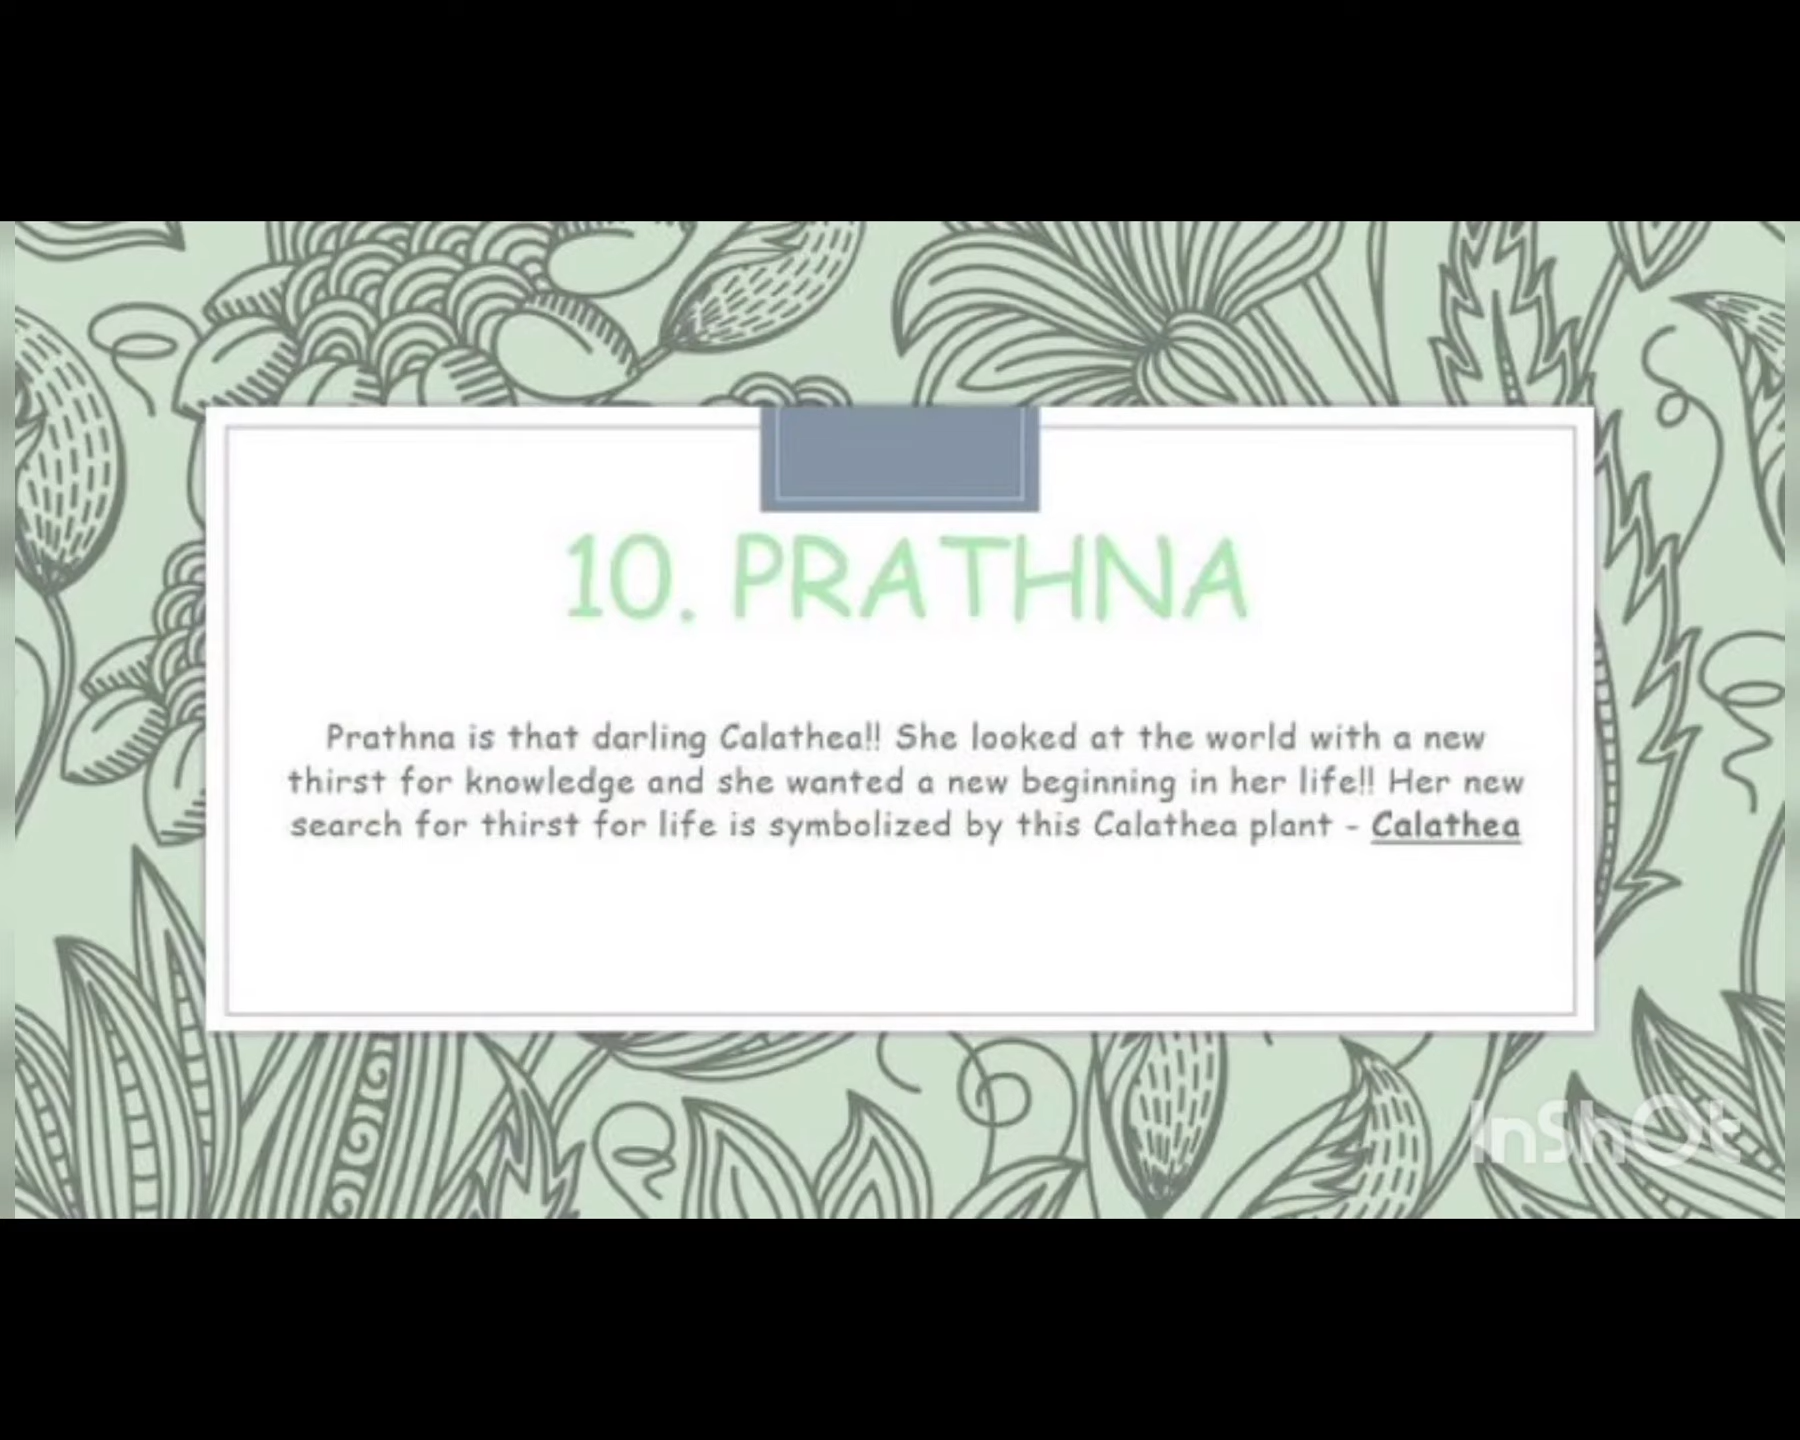 10. PRATHNA
Prathna is that darling Calathea!! She looked at the world with a new
thirst for knowledge and she wanted a new beginning in her life!! Her new
search for thirst for life is symbolized by this Calathea plant - Calathea
InShOt